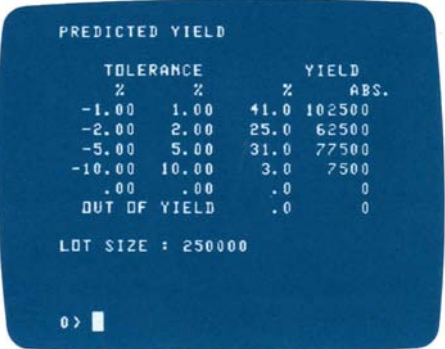 PREDICTED YIELD
TOLERANCE YIELD
% % % ABS.
-1.00 1.00 41.0 102500
-2.00 2.00 25.0 62500
-5.00 5.00 31.0 77500
-10.00 10.00 3.0 7500
.00 .00 .0 0
OUT OF YIELD .0 0
LOT SIZE : 250000
0>